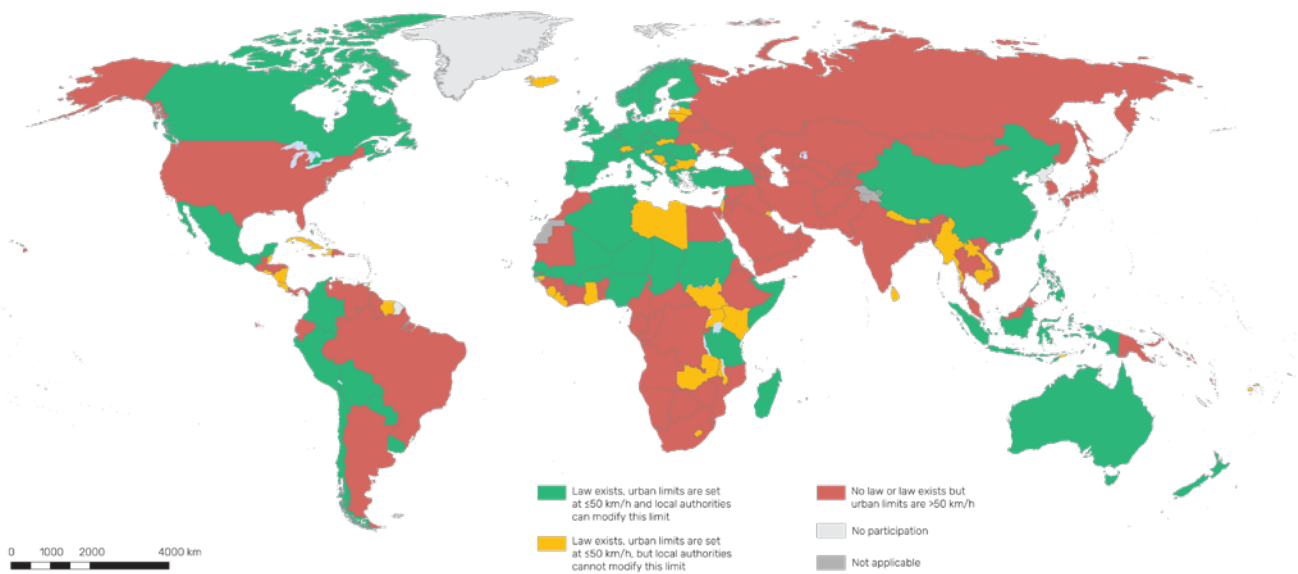 Law exists, urban limits are set
at ≤50 km/h and local authorities
can modify this limit
Law exists, urban limits are set
at ≤50 km/h, but local authorities
cannot modify this limit
No law or law exists but
urban limits are >50 km/h
No participation
Not applicable
0 1000 2000 4000 km